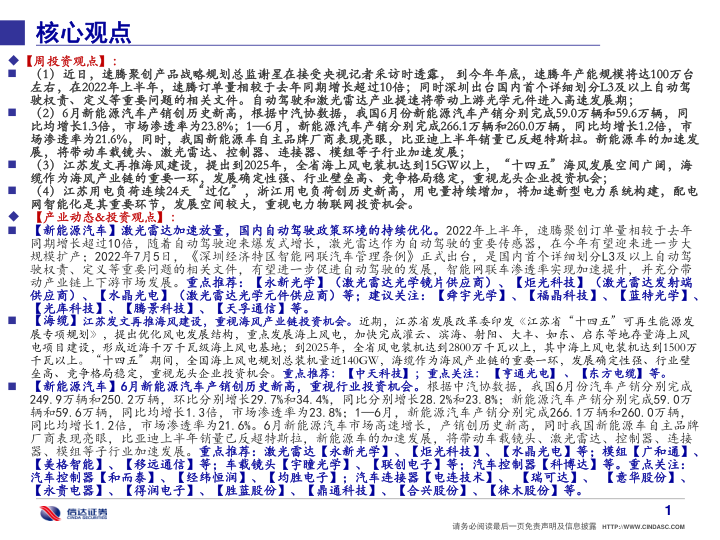 核心观点
◆【周投资观点】：
■ （1）近日，速腾聚创产品战略规划总监谢星在接受央视记者采访时透露， 到今年年底，速腾年产能规模将达100万台
左右，在2022年上半年，速腾订单量相较于去年同期增长超过10倍；同时深圳出台国内首个详细划分L3及以上自动驾
驶权责、定义等重要问题的相关文件。自动驾驶和激光雷达产业提速将带动上游光学元件进入高速发展期；
■ （2）6月新能源汽车产销创历史新高，根据中汽协数据，我国6月份新能源汽车产销分别完成59.0万辆和59.6万辆，同
比均增长1.3倍，市场渗透率为23.8%；1—6月，新能源汽车产销分别完成266.1万辆和260.0万辆，同比均增长1.2倍，市
场渗透率为21.6%，同时，我国新能源车自主品牌厂商表现亮眼，比亚迪上半年销量已反超特斯拉。新能源车的加速发
展，将带动车载镜头、激光雷达、控制器、连接器、模组等子行业加速发展；
■ （3）江苏发文再推海风建设，提出到2025年，全省海上风电装机达到15GW以上，“十四五”海风发展空间广阔，海
缆作为海风产业链的重要一环，发展确定性强、行业壁垒高、竞争格局稳定，重视龙头企业投资机会；
■ （4）江苏用电负荷连续24天“过亿”，浙江用电负荷创历史新高，用电量持续增加，将加速新型电力系统构建，配电
网智能化是其重要环节，发展空间较大，重视电力物联网投资机会。
◆ 【产业动态&投资观点】：
■ 【新能源汽车】激光雷达加速放量，国内自动驾驶政策环境的持续优化。2022年上半年，速腾聚创订单量相较于去年
同期增长超过10倍，随着自动驾驶迎来爆发式增长，激光雷达作为自动驾驶的重要传感器，在今年有望迎来进一步大
规模扩产；2022年7月5日，《深圳经济特区智能网联汽车管理条例》正式出台，是国内首个详细划分L3及以上自动驾
驶权责、定义等重要问题的相关文件，有望进一步促进自动驾驶的发展，智能网联车渗透率实现加速提升，并充分带
动产业链上下游市场发展。重点推荐：【永新光学】（激光雷达光学镜片供应商）、【炬光科技】（激光雷达发射端
供应商）、【水晶光电】（激光雷达光学元件供应商）等；建议关注：【舜宇光学】、【福晶科技】、【蓝特光学】、
【光库科技】、【腾景科技】、【天孚通信】等。
■ 【海缆】江苏发文再推海风建设，重视海风产业链投资机会。近期，江苏省发展改革委印发《江苏省“十四五”可再生能源发
展专项规划》，提出优化风电发展结构，重点发展海上风电，加快完成灌云、滨海、射阳、大丰、如东、启东等地存量海上风
电项目建设，形成近海千万千瓦级海上风电基地；到2025年，全省风电装机达到2800万千瓦以上，其中海上风电装机达到1500万
千瓦以上。“十四五”期间，全国海上风电规划总装机量近140GW，海缆作为海风产业链的重要一环，发展确定性强、行业壁
垒高、竞争格局稳定，重视龙头企业投资机会。重点推荐：【中天科技】；重点关注：【亨通光电】、【东方电缆】等。
■ 【新能源汽车】6月新能源汽车产销创历史新高，重视行业投资机会。根据中汽协数据，我国6月份汽车产销分别完成
249.9万辆和250.2万辆，环比分别增长29.7%和34.4%，同比分别增长28.2%和23.8%；新能源汽车产销分别完成59.0万
辆和59.6万辆，同比均增长1.3倍，市场渗透率为23.8%；1—6月，新能源汽车产销分别完成266.1万辆和260.0万辆，
同比均增长1.2倍，市场渗透率为21.6%。6月新能源汽车市场高速增长，产销创历史新高，同时我国新能源车自主品牌
厂商表现亮眼，比亚迪上半年销量已反超特斯拉，新能源车的加速发展，将带动车载镜头、激光雷达、控制器、连接
器、模组等子行业加速发展。重点推荐：激光雷达【永新光学】、【炬光科技】、【水晶光电】等；模组【广和通】、
【美格智能】、【移远通信】等；车载镜头【宇瞳光学】、【联创电子】等；汽车控制器【科博达】等。重点关注：
汽车控制器【和而泰】、【经纬恒润】、【均胜电子】；汽车连接器【电连技术】、【瑞可达】、【意华股份】、
【永贵电器】、【得润电子】、【胜蓝股份】、【鼎通科技】、【合兴股份】、【徕木股份】等。
信达证券
CINDA SECURITIES
1
请务必阅读最后一页免责声明及信息披露 HTTP://WWW.CINDASC.COM